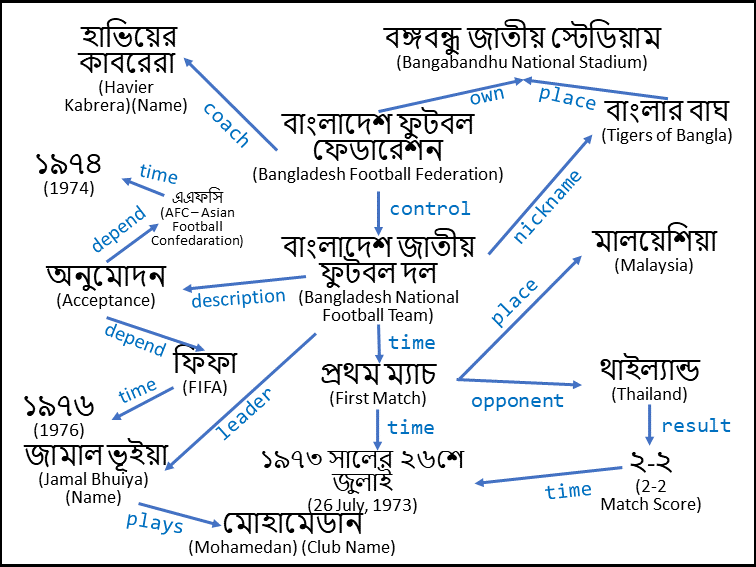 হাভিয়ের
কাবরেরা
(Havier
Kabrera)(Name)
বঙ্গবন্ধু জাতীয় স্টেডিয়াম
(Bangabandhu National Stadium)
coach
own
place
বাংলাদেশ ফুটবল
ফেডারেশন
(Bangladesh Football Federation)
বাংলার বাঘ
(Tigers of Bangla)
১৯৭৪
(1974)
time
এএফসি
(AFC – Asian
Football
Confedaration)
control
nickname
depend
বাংলাদেশ জাতীয়
ফুটবল দল
(Bangladesh National
Football Team)
মালয়েশিয়া
(Malaysia)
অনুমোদন
(Acceptance)
description
place
depend
time
ফিফা
(FIFA)
প্রথম ম্যাচ
(First Match)
থাইল্যান্ড
(Thailand)
time
leader
opponent
১৯৭৬
(1976)
time
result
জামাল ভূইয়া
(Jamal Bhuiya)
(Name)
১৯৭৩ সালের ২৬শে
জুলাই
(26 July, 1973)
২-২
(2-2
Match Score)
time
plays
মোহামেডান
(Mohamedan) (Club Name)